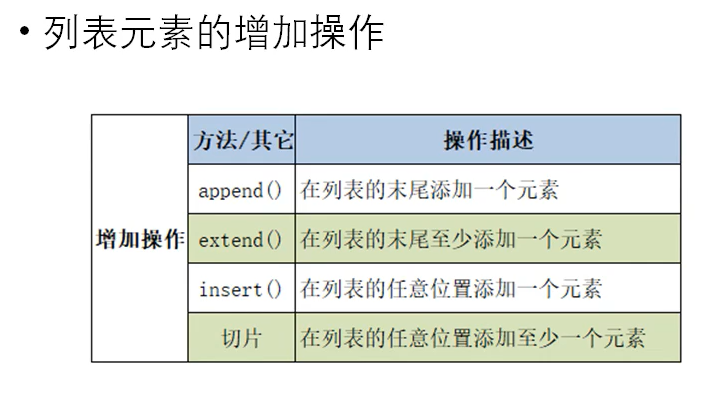 • 列表元素的增加操作
方法/其它 操作描述
append() 在列表的末尾添加一个元素
增加操作 extend() 在列表的末尾至少添加一个元素
insert() 在列表的任意位置添加一个元素
切片 在列表的任意位置添加至少一个元素